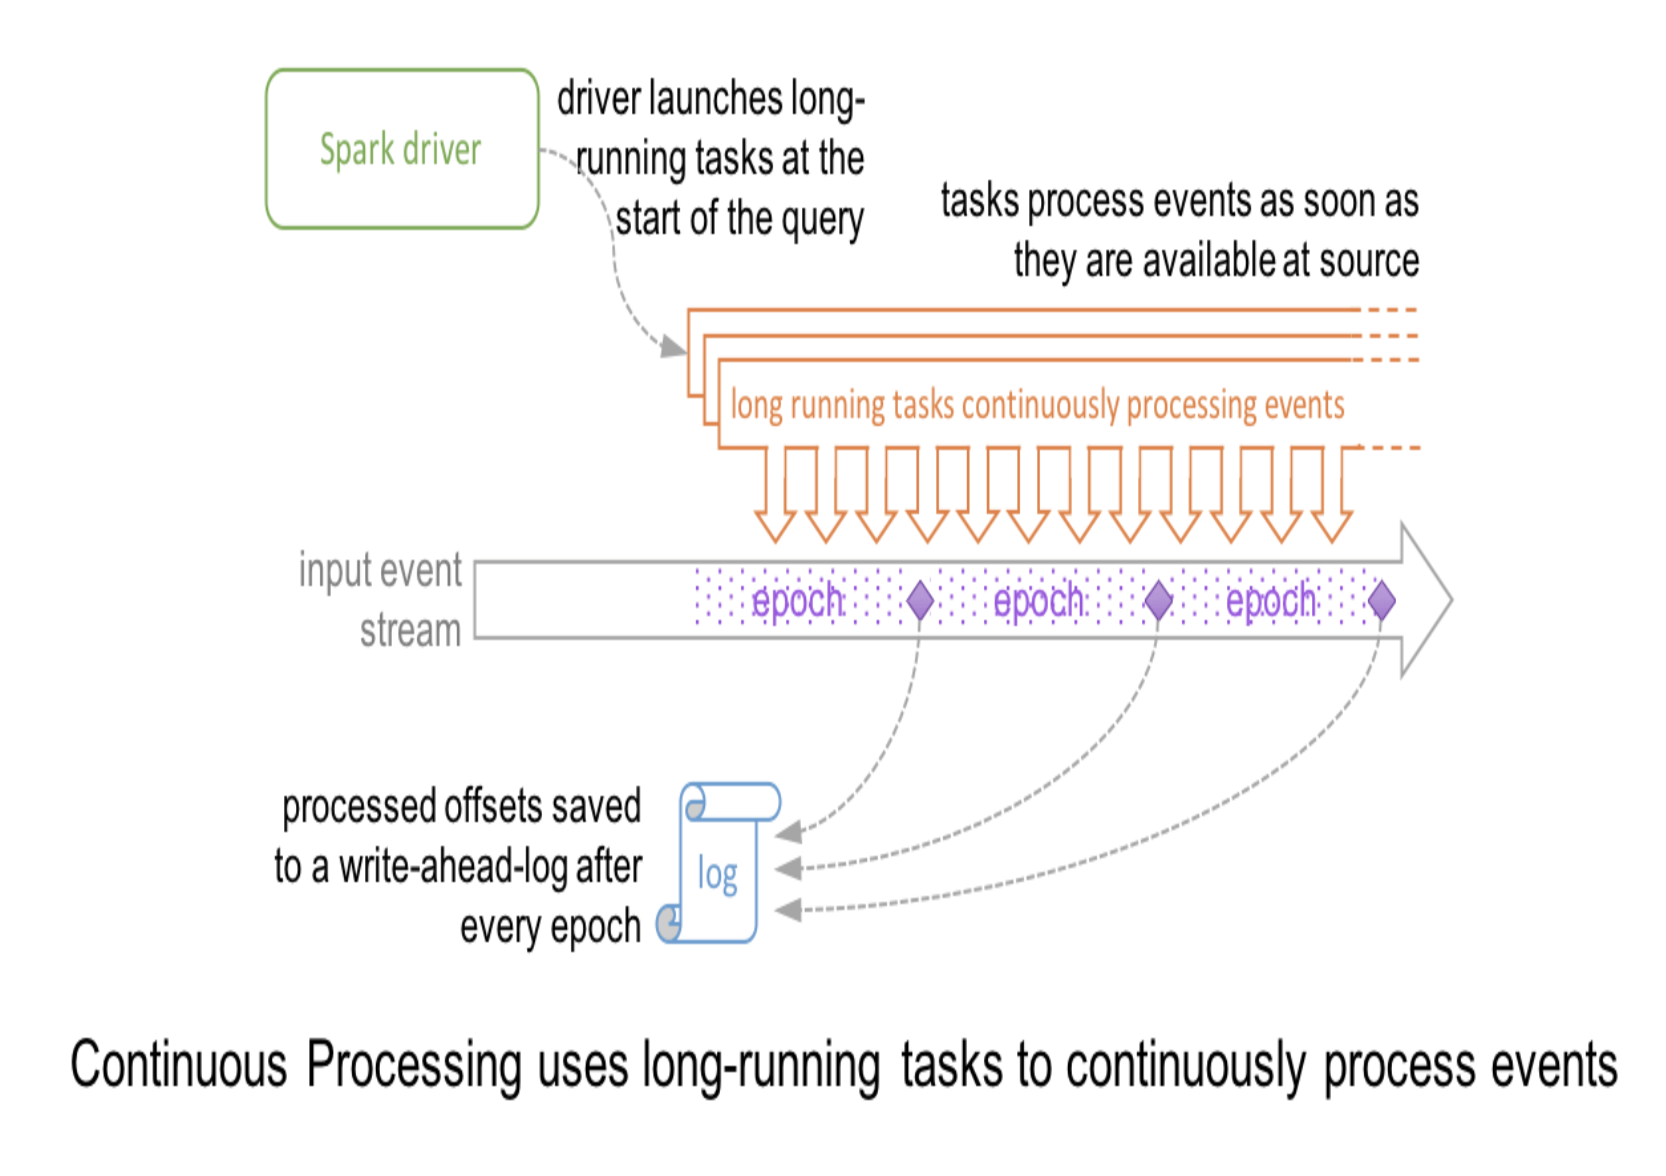 Spark driver
driver launches long-
running tasks at the
start of the query
tasks process events as soon as
they are available at source
long running tasks continuously processing events
input event
stream
epoch
epoch
epoch
processed offsets saved
to a write-ahead-log after
every epoch
log
Continuous Processing uses long-running tasks to continuously process events